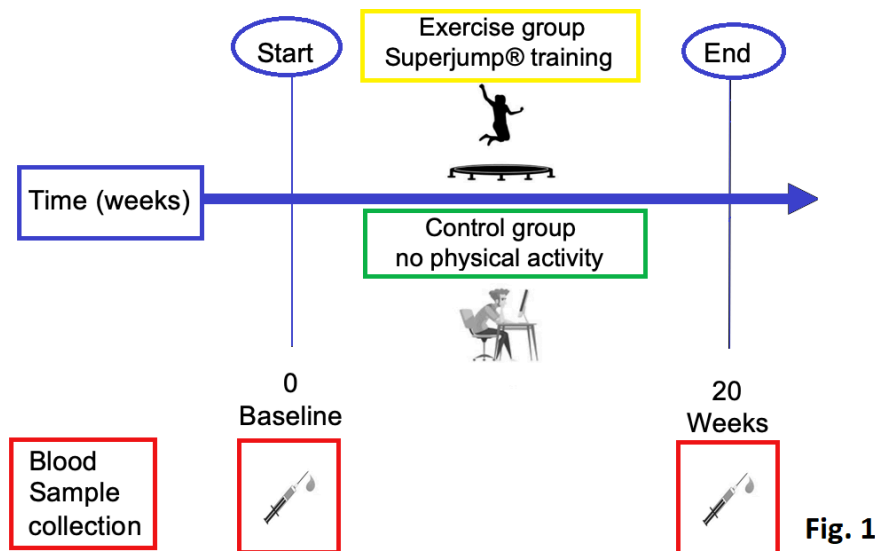 Exercise group
Superjump® training
Start
End
Time (weeks)
Control group
no physical activity
0
Baseline
20
Weeks
Blood
Sample
collection
Fig. 1